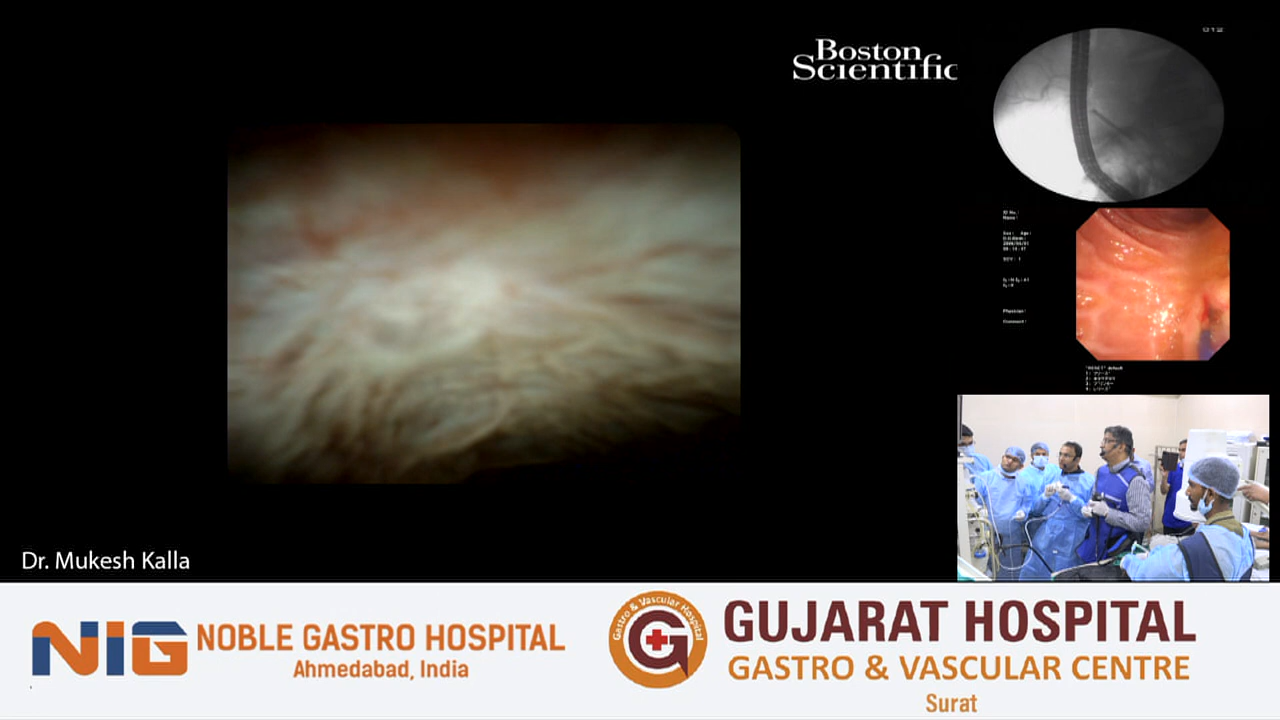 Boston
Scientific
Dr. Mukesh Kalla
NIG NOBLE GASTRO HOSPITAL
Ahmedabad, India
Gastro & Vascular Hospital
G
GUJARAT HOSPITAL
GASTRO & VASCULAR CENTRE
Surat